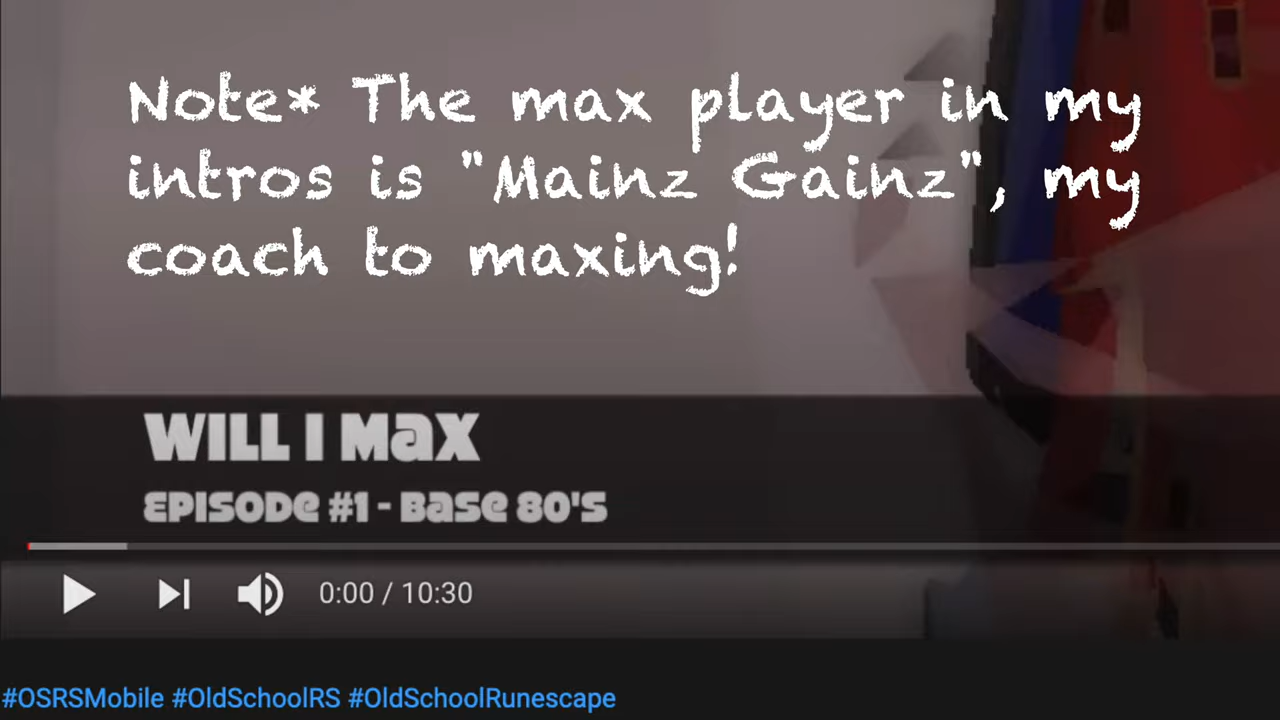 Note* The max player in my
intros is "Mainz Gainz", my
coach to maxing!
WILL I MaX
EPISODe #1 - Base 80'S
0:00 / 10:30
#OSRSMobile #OldSchoolRS #OldSchoolRunescape